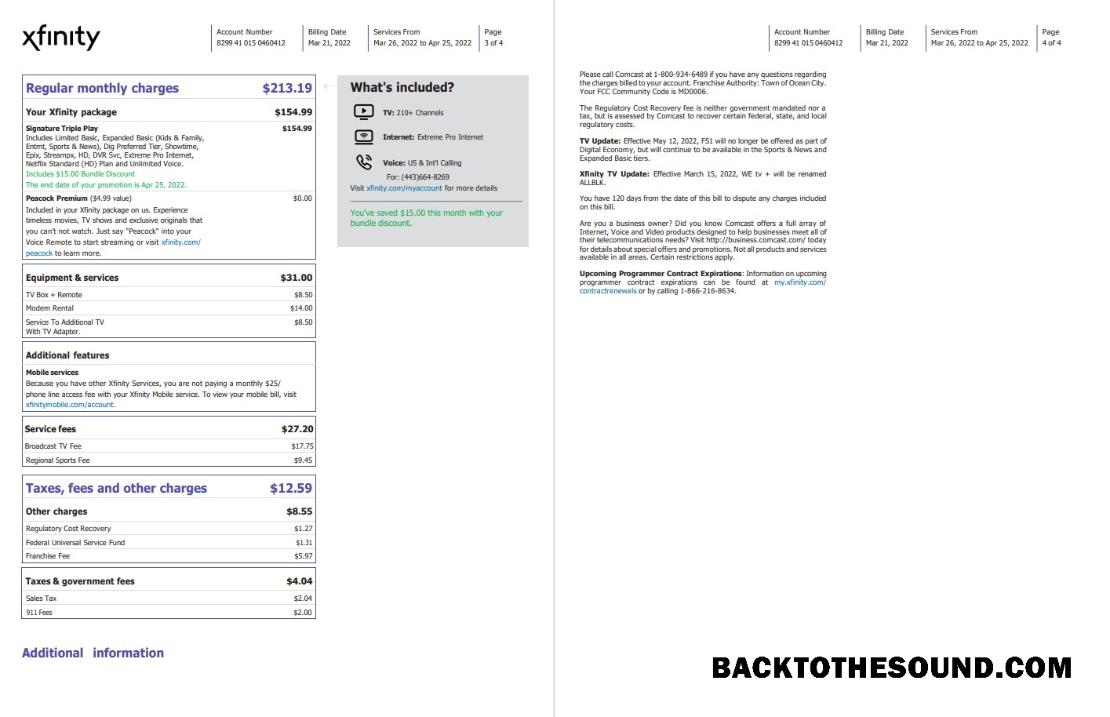 xfinity
Account Number
8299 41 015 0460412
Billing Date
Mar 21, 2022
Services From
Mar 26, 2022 to Apr 25, 2022
Page
3 of 4
Regular monthly charges $213.19
Your Xfinity package $154.99
Signature Triple Play $154.99
Includes Limited Basic, Expanded Basic (Kids & Family,
Entmt, Sports & News), Dig Preferred Tier, Showtime,
Epix, Streampx, HD, DVR Svc, Extreme Pro Internet,
Netflix Standard (HD) Plan and Unlimited Voice.
Includes $15.00 Bundle Discount
The end date of your promotion is Apr 25, 2022.
Peacock Premium ($4.99 value) $0.00
Included in your Xfinity package on us. Experience
timeless movies, TV shows and exclusive originals that
you can't watch. Just say "Peacock" into your
Voice Remote to start streaming or visit xfinity.com/
peacock to learn more.
Equipment & services $31.00
TV Box + Remote $8.50
Modem Rental $14.00
Service To Additional TV $8.50
With TV Adapter.
Additional features
Mobile services
Because you have other Xfinity Services, you are not paying a monthly $25/
phone line access fee with your Xfinity Mobile service. To view your mobile bill, visit
xfinitymobile.com/account.
Service fees $27.20
Broadcast TV Fee $17.75
Regional Sports Fee $9.45
Taxes, fees and other charges $12.59
Other charges $8.55
Regulatory Cost Recovery $1.27
Federal Universal Service Fund $1.31
Franchise Fee $5.97
Taxes & government fees $4.04
Sales Tax $2.04
911 Fees $2.00
Additional information
What's included?
TV: 210+ Channels
Internet: Extreme Pro Internet
Voice: US & Int'l Calling
For: (443)664-8269
Visit xfinity.com/myaccount for more details
You've saved $15.00 this month with your
bundle discount.
Account Number
8299 41 015 0460412
Billing Date
Mar 21, 2022
Services From
Mar 26, 2022 to Apr 25, 2022
Page
4 of 4
Please call Comcast at 1-800-934-6489 if you have any questions regarding
the charges billed to your account. Franchise Authority: Town of Ocean City.
Your FCC Community Code is MD0006.
The Regulatory Cost Recovery fee is neither government mandated nor a
tax, but is assessed by Comcast to recover certain federal, state, and local
regulatory costs.
TV Update: Effective May 12, 2022, FS1 will no longer be offered as part of
Digital Economy, but will continue to be available in the Sports & News and
Expanded Basic tiers.
Xfinity TV Update: Effective March 15, 2022, WE tv + will be renamed
ALLBLK.
You have 120 days from the date of this bill to dispute any charges included
on this bill.
Are you a business owner? Did you know Comcast offers a full array of
Internet, Voice and Video products designed to help businesses meet all of
their telecommunications needs? Visit http://business.comcast.com/ today
for details about special offers and promotions. Not all products and services
available in all areas. Certain restrictions apply.
Upcoming Programmer Contract Expirations: Information on upcoming
programmer contract expirations can be found at my.xfinity.com/
contractrenewals or by calling 1-866-216-8634.
BACKTOTHESOUND.COM